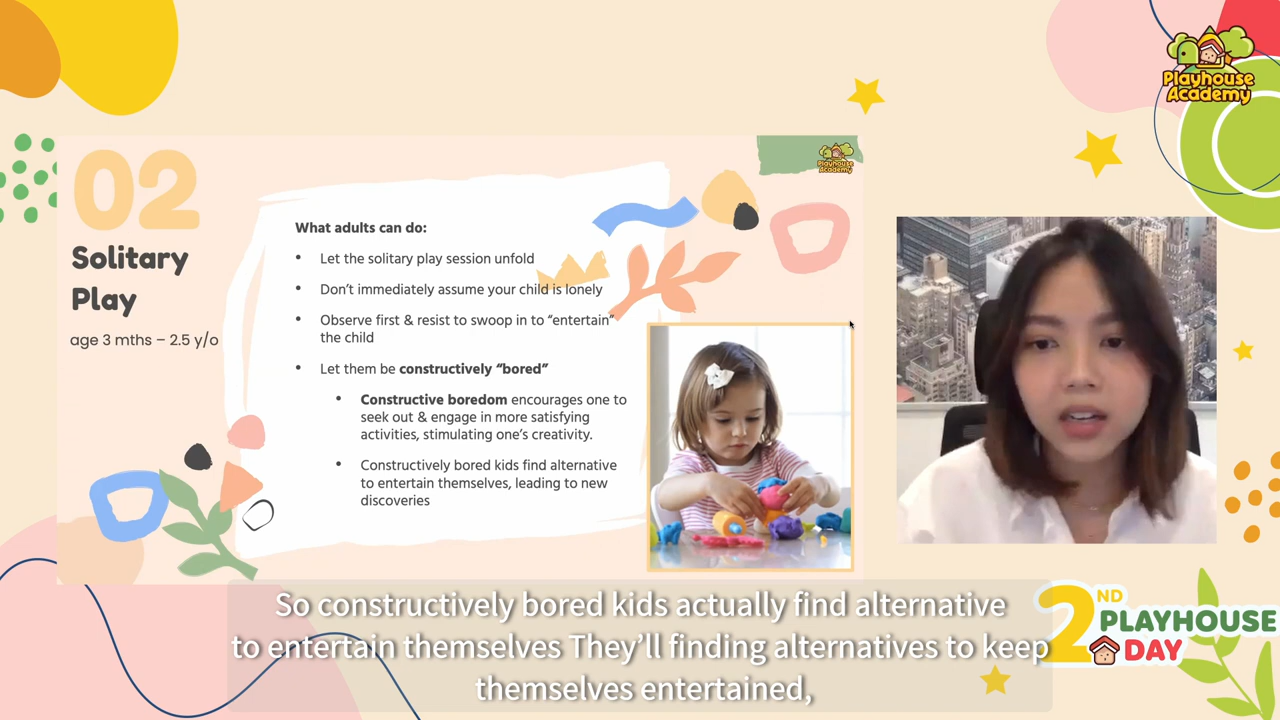 Playhouse
Academy
02
Solitary
Play
age 3 mths – 2.5 y/o
Playhouse
Academy
What adults can do:
• Let the solitary play session unfold
• Don’t immediately assume your child is lonely
• Observe first & resist to swoop in to “entertain”
the child
• Let them be constructively “bored”
• Constructive boredom encourages one to
seek out & engage in more satisfying
activities, stimulating one’s creativity.
• Constructively bored kids find alternative
to entertain themselves, leading to new
discoveries
So constructively bored kids actually find alternative
to entertain themselves They’ll finding alternatives to keep
themselves entertained,
2ND PLAYHOUSE
DAY